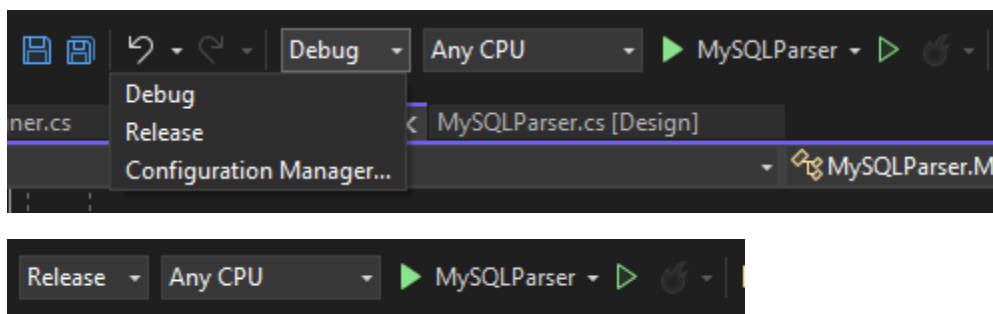 Debug Any CPU MySQLParser
Debug
Release
Configuration Manager...
ner.cs MySQLParser.cs [Design]
MySQLParser.M
Release Any CPU MySQLParser